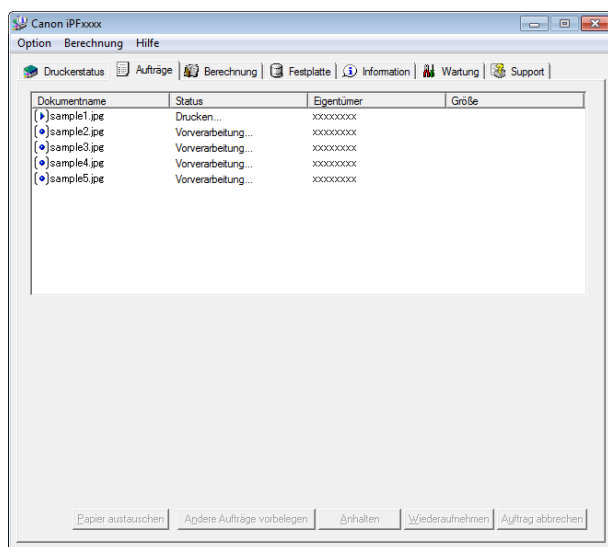 Canon iPFxxxx
Option Berechnung Hilfe
Druckerstatus Aufträge Berechnung Festplatte Information Wartung Support
Dokumentname Status Eigentümer Größe
sample1.jpg Drucken... xxxxxxxx
sample2.jpg Vorverarbeitung... xxxxxxxx
sample3.jpg Vorverarbeitung... xxxxxxxx
sample4.jpg Vorverarbeitung... xxxxxxxx
sample5.jpg Vorverarbeitung... xxxxxxxx
Papier austauschen Andere Aufträge vorbelegen Anhalten Wiederaufnehmen Auftrag abbrechen